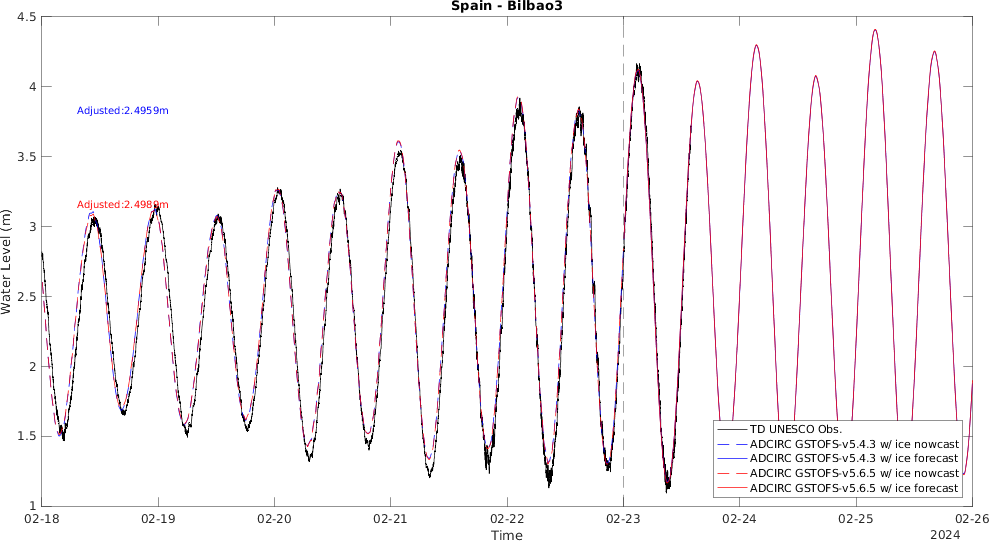 Spain - Bilbao3
4.5
4
3.5
3
2.5
2
1.5
1
Water Level (m)
Adjusted:2.4959m
Adjusted:2.4989m
TD UNESCO Obs.
ADCIRC GSTOFS-v5.4.3 w/ ice nowcast
ADCIRC GSTOFS-v5.4.3 w/ ice forecast
ADCIRC GSTOFS-v5.6.5 w/ ice nowcast
ADCIRC GSTOFS-v5.6.5 w/ ice forecast
02-18 02-19 02-20 02-21 02-22 02-23 02-24 02-25 02-26
Time
2024